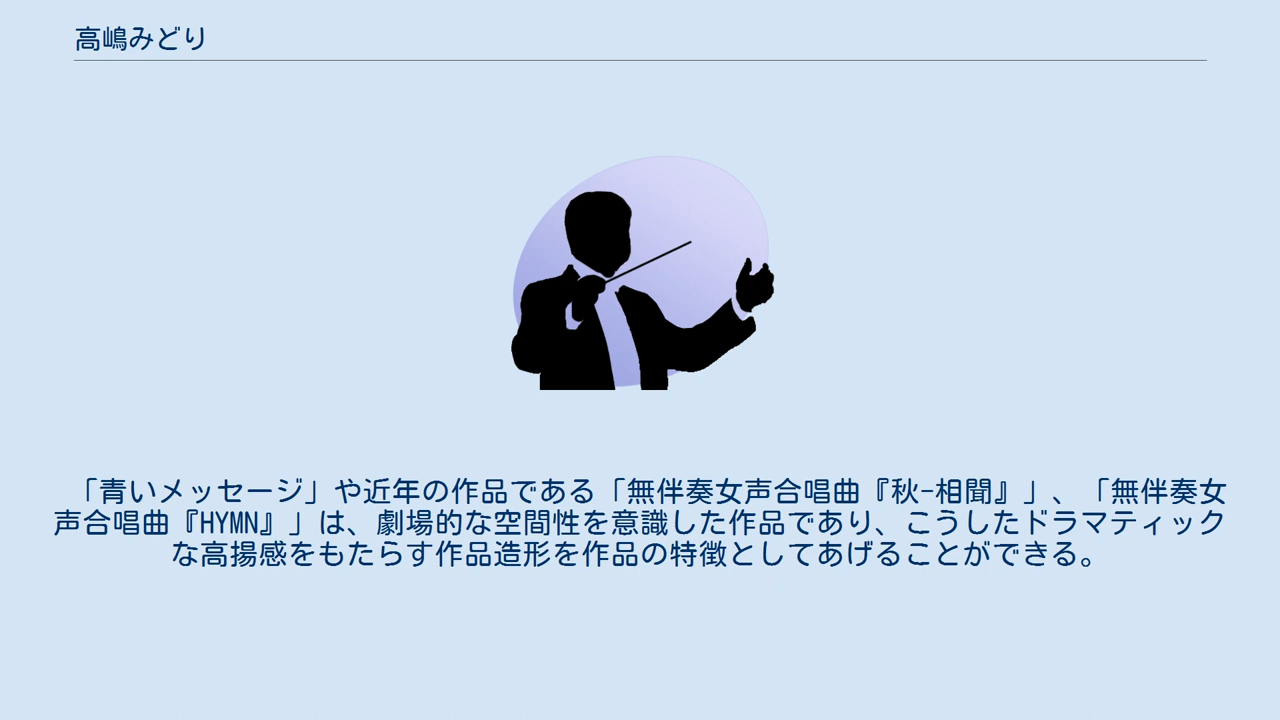 高嶋みどり
「青いメッセージ」や近年の作品である「無伴奏女声合唱曲『秋-相聞』」、「無伴奏女
声合唱曲『HYMN』」は、劇場的な空間性を意識した作品であり、こうしたドラマティック
な高揚感をもたらす作品造形を作品の特徴としてあげることができる。